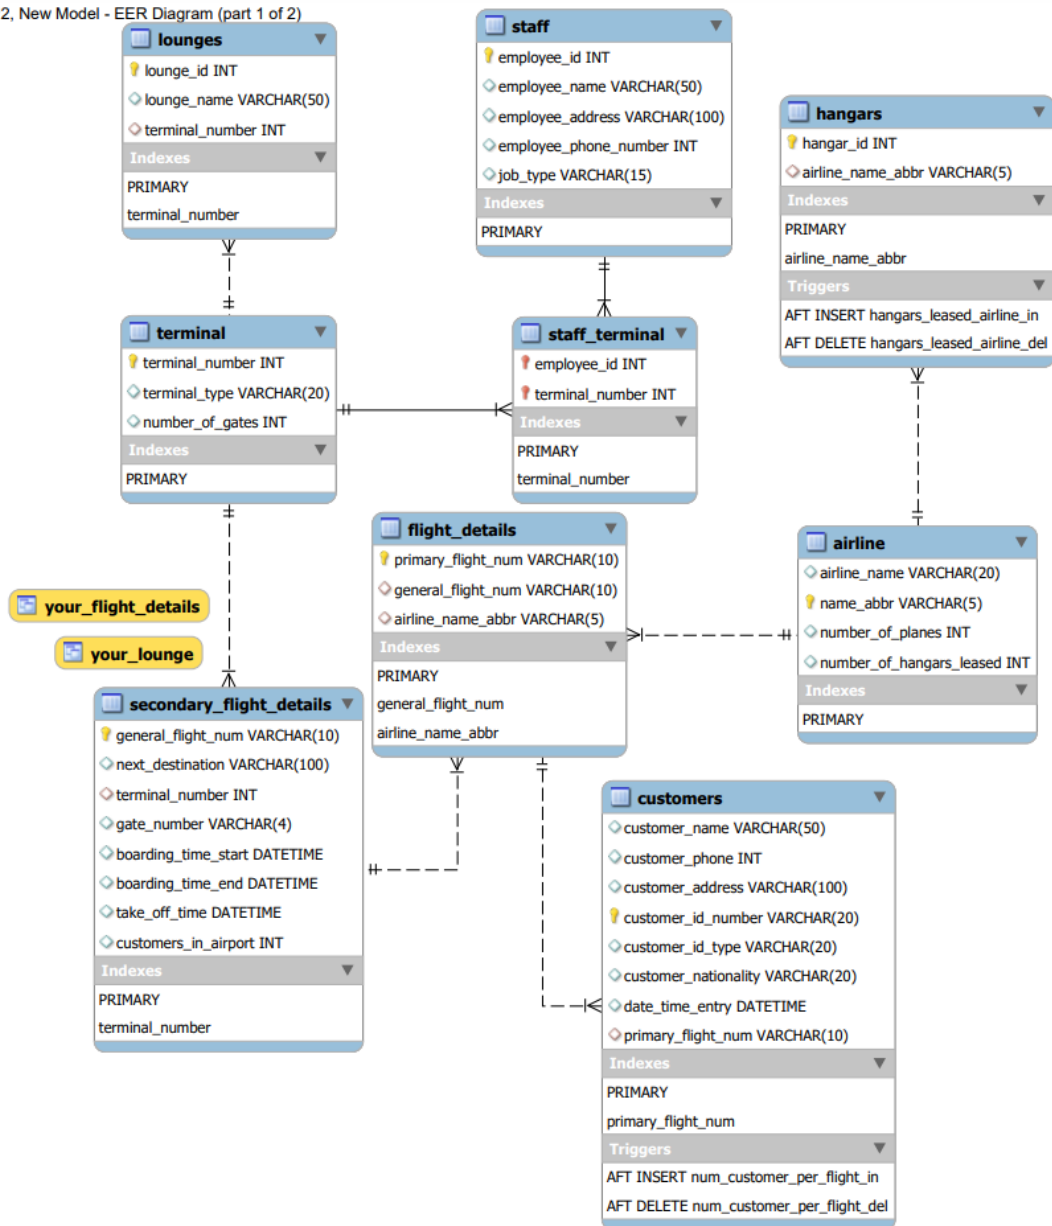 2, New Model - EER Diagram (part 1 of 2)
lounges
lounge_id INT
lounge_name VARCHAR(50)
terminal_number INT
Indexes
PRIMARY
terminal_number
staff
employee_id INT
employee_name VARCHAR(50)
employee_address VARCHAR(100)
employee_phone_number INT
job_type VARCHAR(15)
Indexes
PRIMARY
hangars
hangar_id INT
airline_name_abbr VARCHAR(5)
Indexes
PRIMARY
airline_name_abbr
Triggers
AFT INSERT hangars_leased_airline_in
AFT DELETE hangars_leased_airline_del
terminal
terminal_number INT
terminal_type VARCHAR(20)
number_of_gates INT
Indexes
PRIMARY
staff_terminal
employee_id INT
terminal_number INT
Indexes
PRIMARY
terminal_number
flight_details
primary_flight_num VARCHAR(10)
general_flight_num VARCHAR(10)
airline_name_abbr VARCHAR(5)
Indexes
PRIMARY
general_flight_num
airline_name_abbr
airline
airline_name VARCHAR(20)
name_abbr VARCHAR(5)
number_of_planes INT
number_of_hangars_leased INT
Indexes
PRIMARY
your_flight_details
your_lounge
secondary_flight_details
general_flight_num VARCHAR(10)
next_destination VARCHAR(100)
terminal_number INT
gate_number VARCHAR(4)
boarding_time_start DATETIME
boarding_time_end DATETIME
take_off_time DATETIME
customers_in_airport INT
Indexes
PRIMARY
terminal_number
customers
customer_name VARCHAR(50)
customer_phone INT
customer_address VARCHAR(100)
customer_id_number VARCHAR(20)
customer_id_type VARCHAR(20)
customer_nationality VARCHAR(20)
date_time_entry DATETIME
primary_flight_num VARCHAR(10)
Indexes
PRIMARY
primary_flight_num
Triggers
AFT INSERT num_customer_per_flight_in
AFT DELETE num_customer_per_flight_del